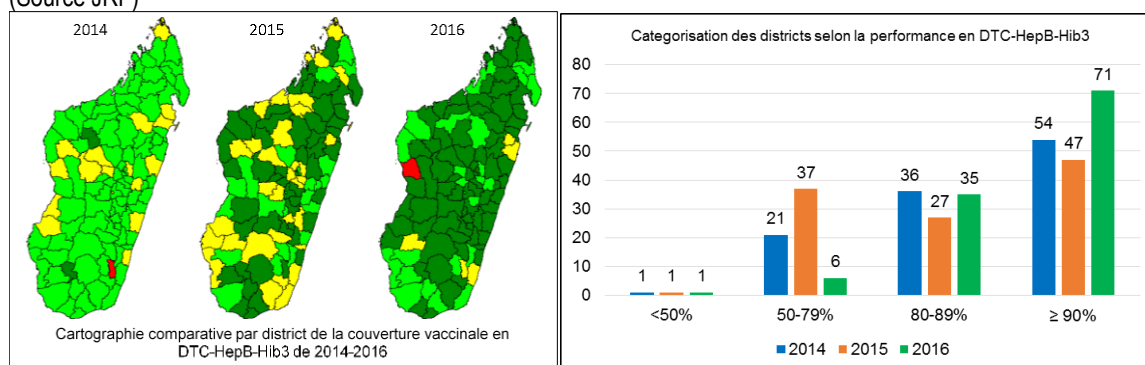 (Source JRF)
2014 2015 2016
Cartographie comparative par district de la couverture vaccinale en
DTC-HepB-Hib3 de 2014-2016
Categorisation des districts selon la performance en DTC-HepB-Hib3
80
70
60
50
40
30
20
10
0
1 1 1
21 37 6
36 27 35
54 47 71
<50% 50-79% 80-89% ≥ 90%
2014 2015 2016